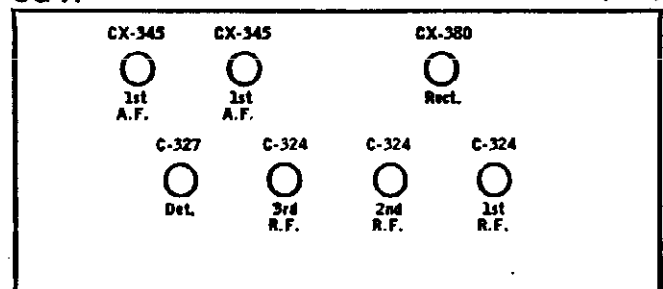 CX-345 CX-345 CX-380
1st 1st Rect.
A.F. A.F.
C-327 C-324 C-324 C-324
Det. 3rd 2nd 1st
R.F. R.F. R.F.